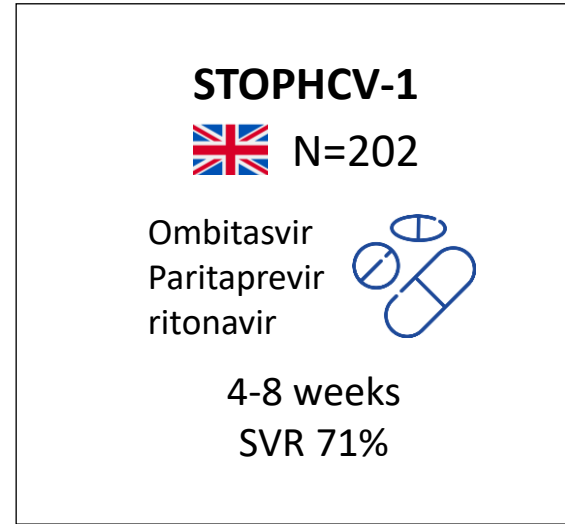 STOPHCV-1
N=202
Ombitasvir
Paritaprevir
ritonavir
4-8 weeks
SVR 71%